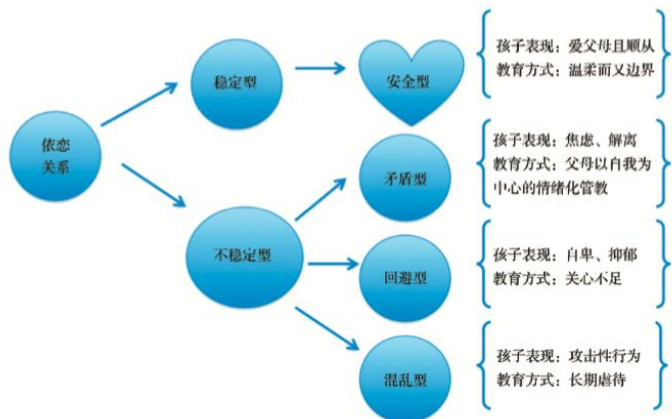 依恋
关系
稳定型
安全型
孩子表现：爱父母且顺从
教育方式：温柔而又边界
不稳定型
矛盾型
孩子表现：焦虑、解离
教育方式：父母以自我为
中心的情绪化管教
回避型
孩子表现：自卑、抑郁
教育方式：关心不足
混乱型
孩子表现：攻击性行为
教育方式：长期虐待